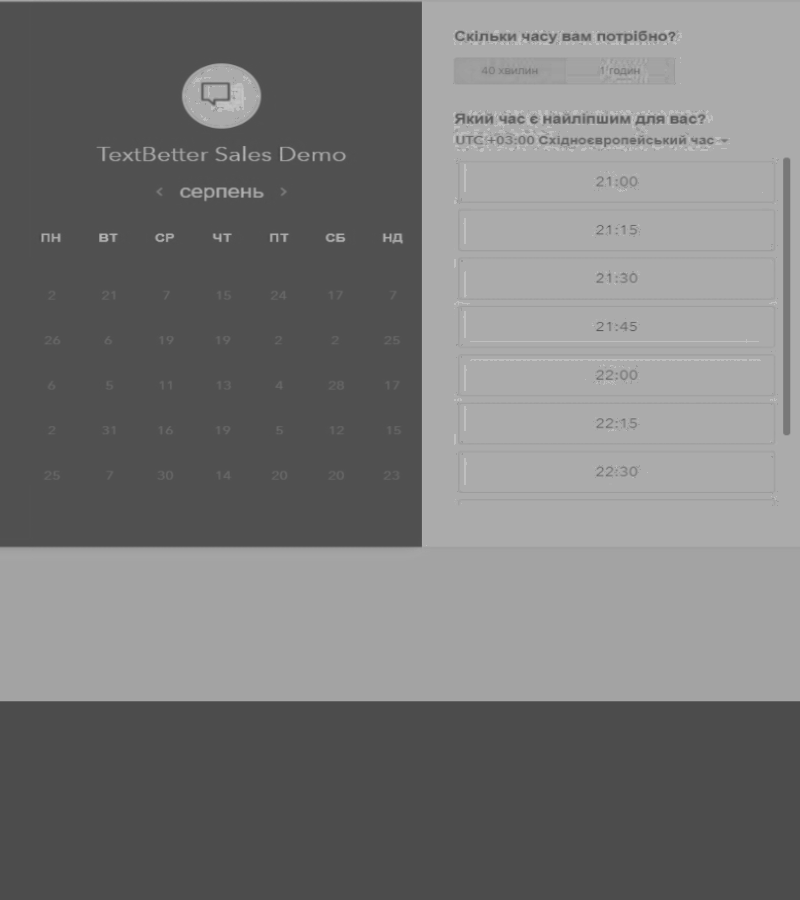 TextBetter Sales Demo
‹ серпень ›
ПН ВТ СР ЧТ ПТ СБ НД
2 21 7 15 24 17 7
26 6 19 19 2 2 25
6 5 11 13 4 28 17
2 31 16 19 5 12 15
25 7 30 14 20 20 23
Скільки часу вам потрібно?
40 хвилин 1 годин
Який час є найліпшим для вас?
UTC +03:00 Східноєвропейський час
21:00
21:15
21:30
21:45
22:00
22:15
22:30